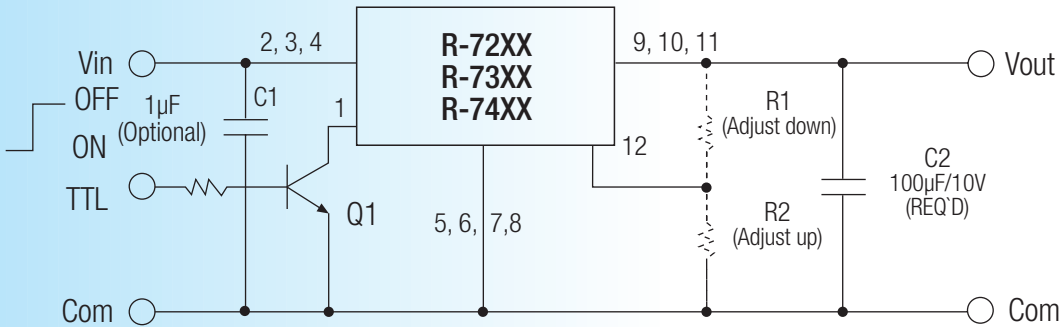 R-72XX
R-73XX
R-74XX
2, 3, 4
9, 10, 11
Vin
Vout
OFF
ON
1µF
(Optional)
C1
1
R1
(Adjust down)
12
C2
100µF/10V
(REQ`D)
TTL
Q1
5, 6, 7,8
R2
(Adjust up)
Com
Com